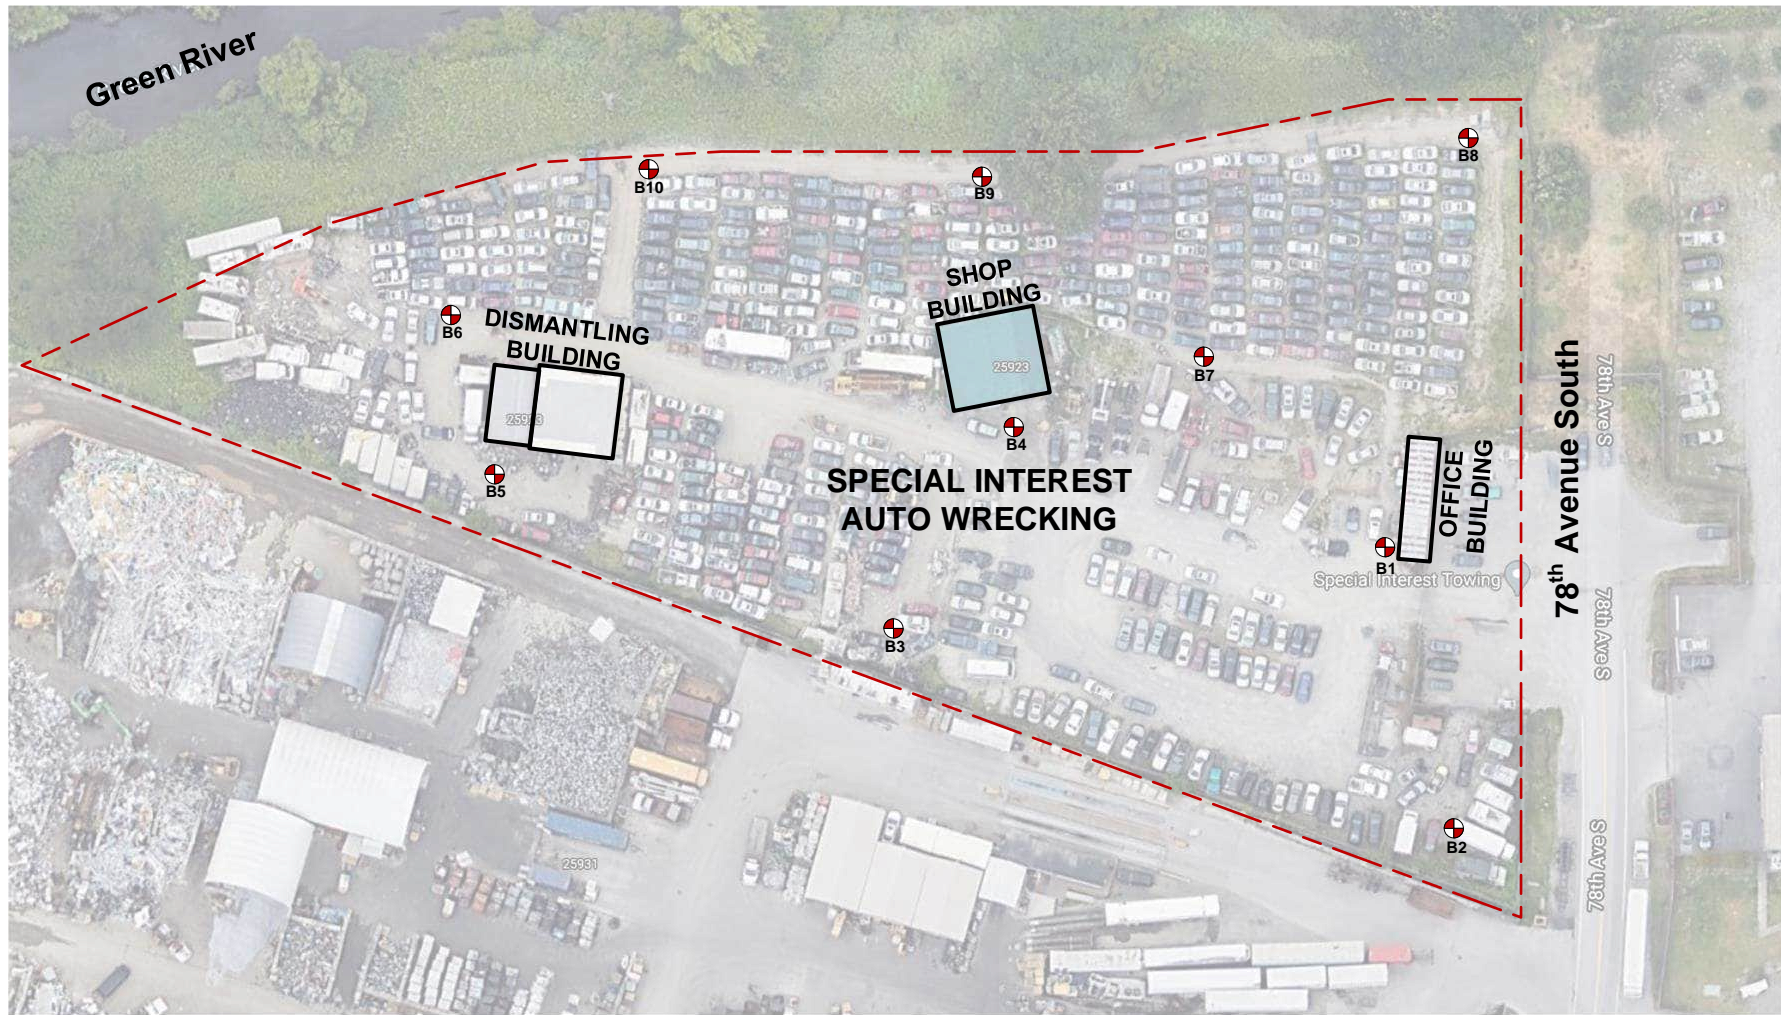 Green River
B8
B10
B9
SHOP
BUILDING
DISMANTLING
BUILDING
B6
25923
B7
78th Ave S
78th Avenue South
B4
OFFICE
BUILDING
B5
SPECIAL INTEREST
AUTO WRECKING
B1
Special Interest Towing
78th Ave S
B3
B2
25931
78th Ave S